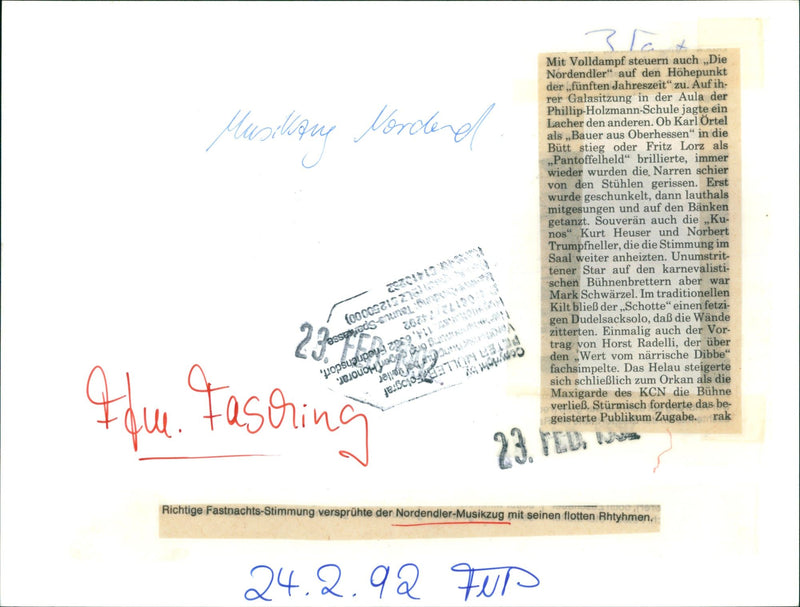 Musikzug Nordend
Mit Volldampf steuern auch „Die
Nordendler“ auf den Höhepunkt
der „fünften Jahreszeit“ zu. Auf ih-
rer Galasitzung in der Aula der
Phillip-Holzmann-Schule jagte ein
Lacher den anderen. Ob Karl Örtel
als „Bauer aus Oberhessen“ in die
Bütt stieg oder Fritz Lorz als
„Pantoffelheld“ brillierte, immer
wieder wurden die Narren schier
von den Stühlen gerissen. Erst
wurde geschunkelt, dann lauthals
mitgesungen und auf den Bänken
getanzt. Souverän auch die „Ku-
nos“ Kurt Heuser und Norbert
Trumpfheller, die die Stimmung im
Saal weiter anheizten. Unumstrit-
tener Star auf den karnevalisti-
schen Bühnenbrettern aber war
Mark Schwärzel. Im traditionellen
Kilt bließ der „Schotte“ einen fetzi-
gen Dudelsacksolo, daß die Wände
zitterten. Einmalig auch der Vor-
trag von Horst Radelli, der über
den „Wert vom närrische Dibbe“
fachsimpelte. Das Helau steigerte
sich schließlich zum Orkan als die
Maxigarde des KCN die Bühne
verließ. Stürmisch forderte das be-
geisterte Publikum Zugabe. rak
Copyright by
23. FEB.
Ffm. Fasching
23. FEB. 1992
Richtige Fastnachts-Stimmung versprühte der Nordendler-Musikzug mit seinen flotten Rhtyhmen.
24.2.92 FNP